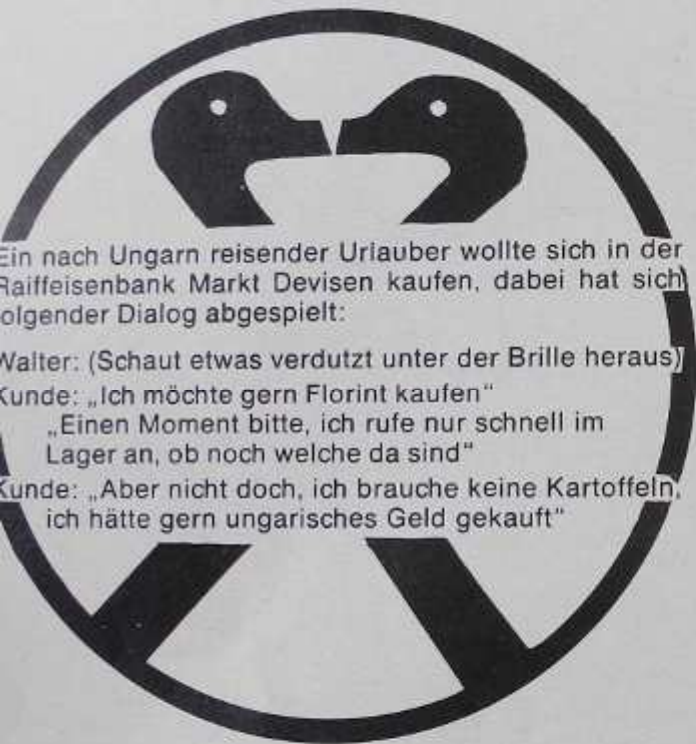 Ein nach Ungarn reisender Urlauber wollte sich in der
Raiffeisenbank Markt Devisen kaufen, dabei hat sich
folgender Dialog abgespielt:
Walter: (Schaut etwas verdutzt unter der Brille heraus)
Kunde: „Ich möchte gern Florint kaufen“
„Einen Moment bitte, ich rufe nur schnell im
Lager an, ob noch welche da sind“
Kunde: „Aber nicht doch, ich brauche keine Kartoffeln,
ich hätte gern ungarisches Geld gekauft“